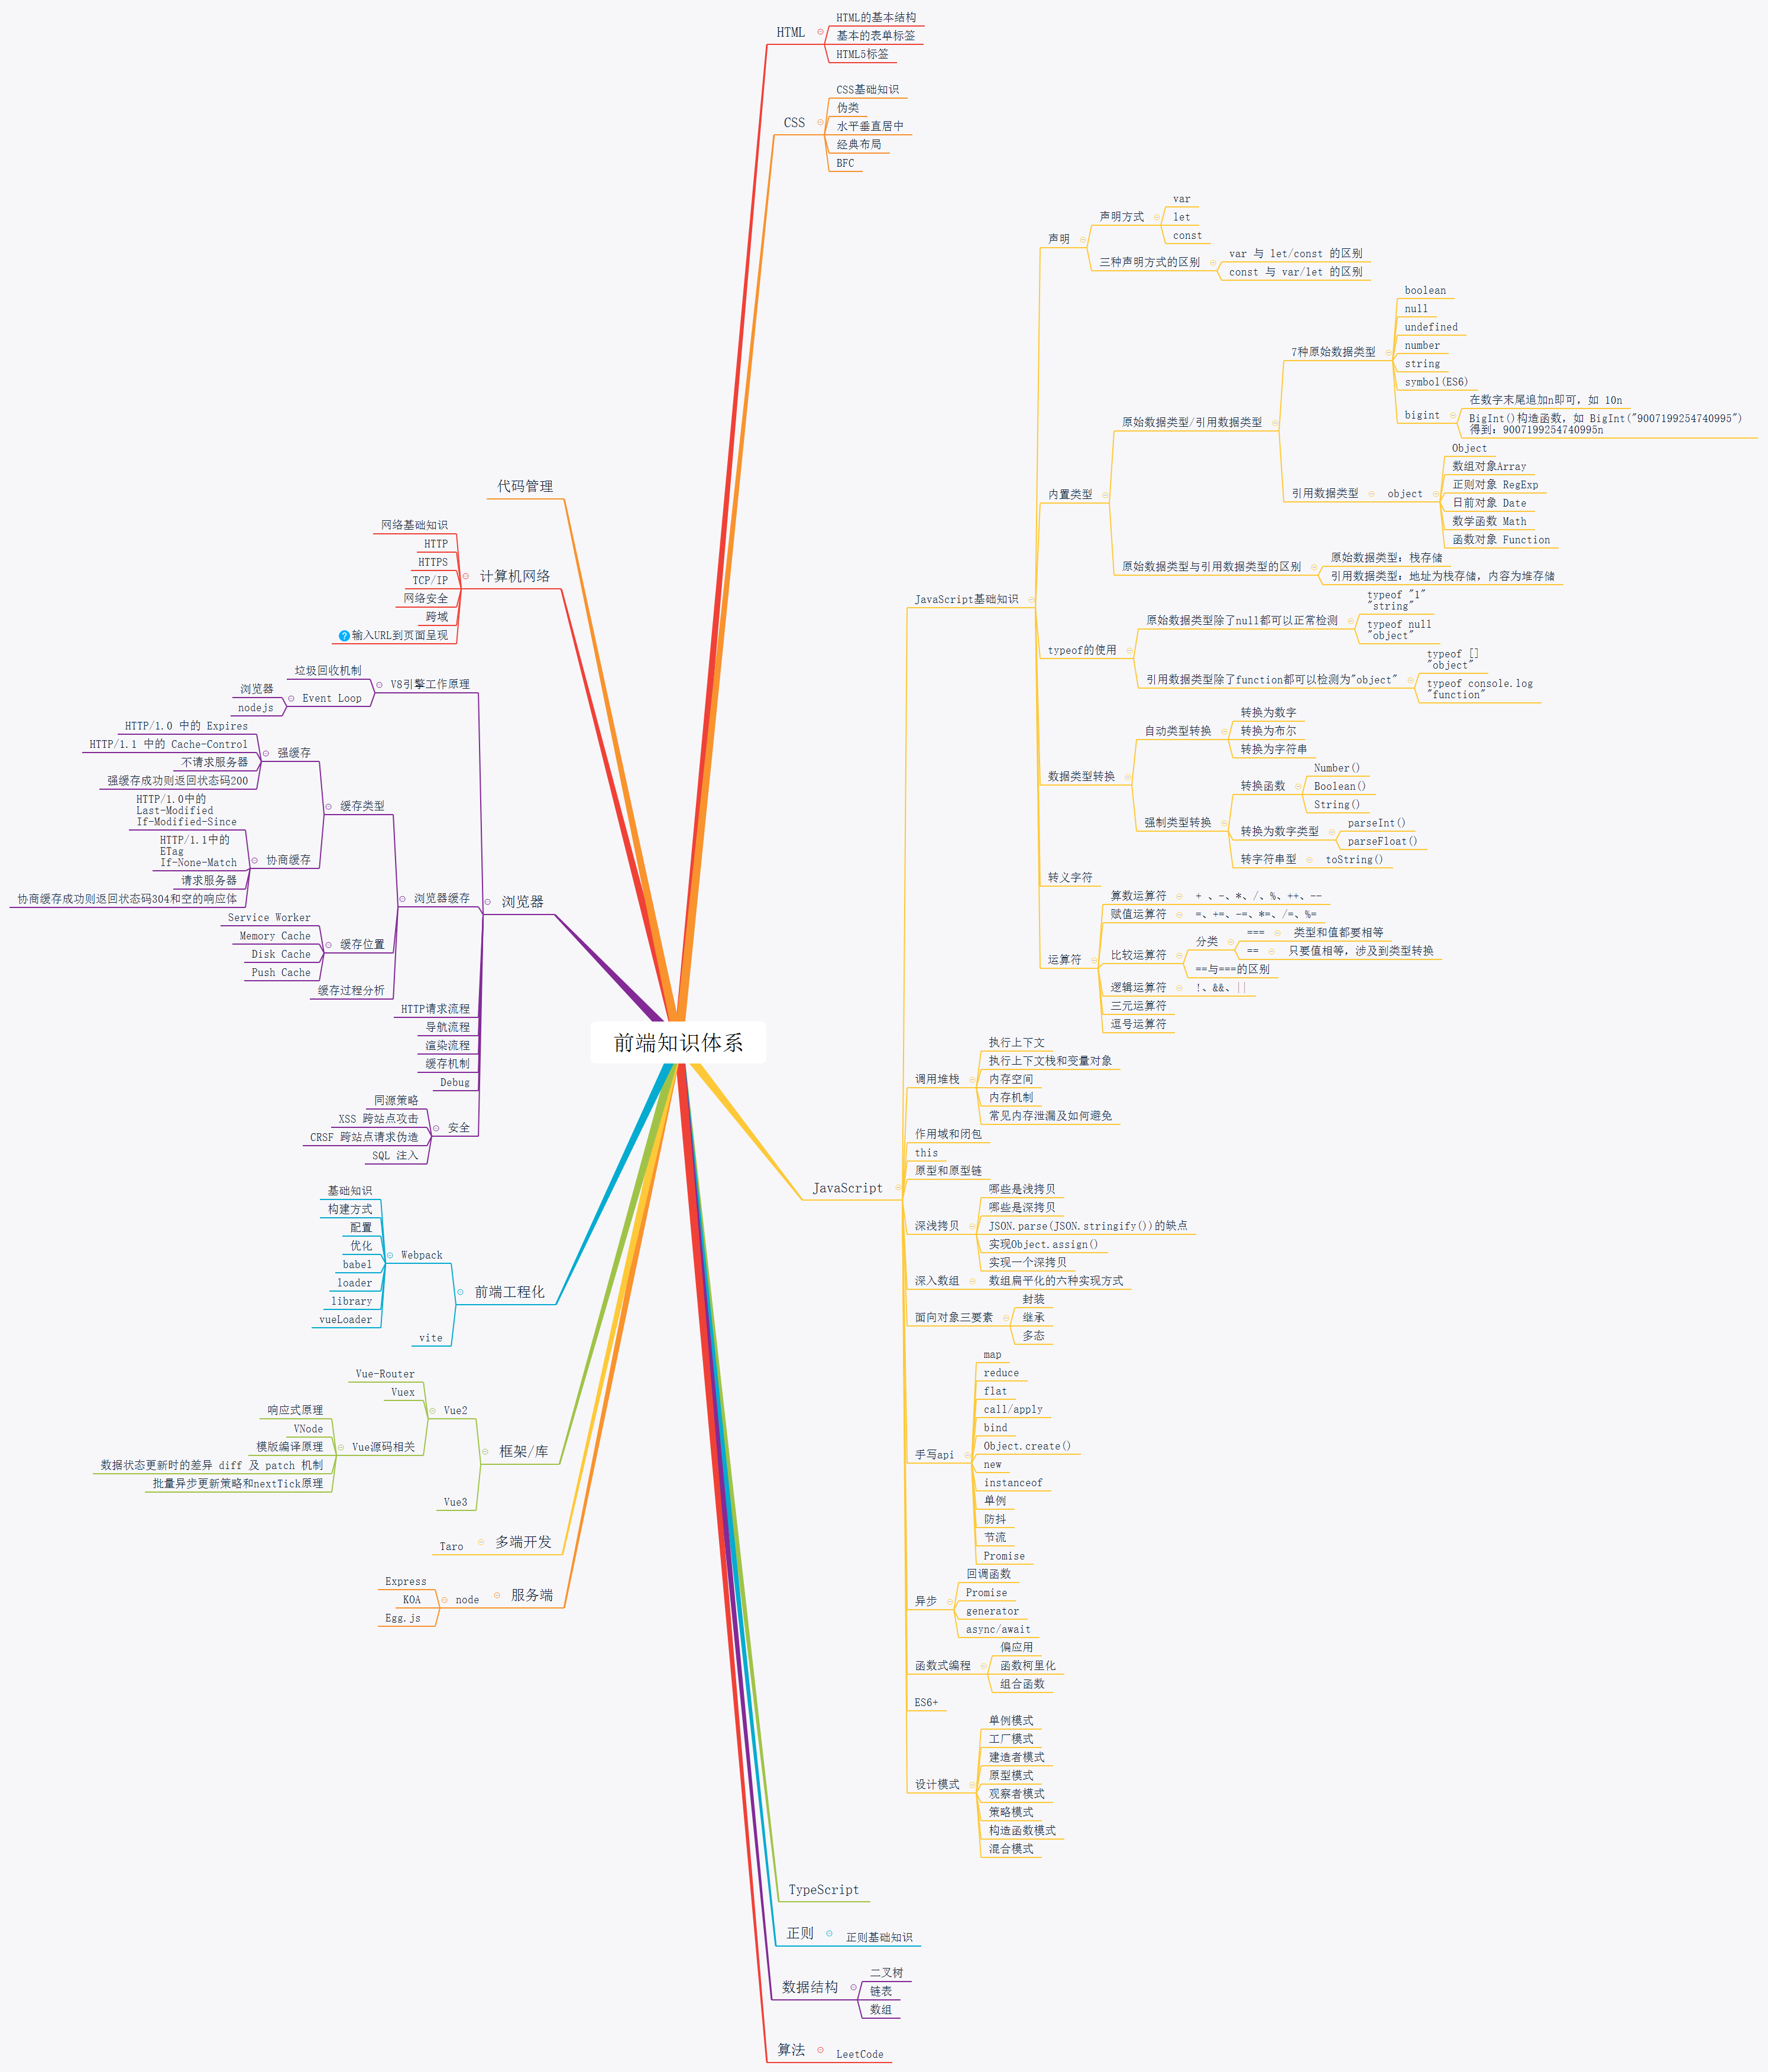 前端知识体系
HTML
HTML的基本结构
基本的表单标签
HTML5标签
CSS
CSS基础知识
伪类
水平垂直居中
经典布局
BFC
JavaScript
JavaScript基础知识
声明
声明方式
var
let
const
三种声明方式的区别
var 与 let/const 的区别
const 与 var/let 的区别
内置类型
原始数据类型/引用数据类型
7种原始数据类型
boolean
null
undefined
number
string
symbol(ES6)
bigint
在数字末尾追加n即可, 如 10n
BigInt()构造函数, 如 BigInt("9007199254740995")
得到: 9007199254740995n
引用数据类型
object
Object
数组对象Array
正则对象 RegExp
日前对象 Date
数学函数 Math
函数对象 Function
原始数据类型与引用数据类型的区别
原始数据类型: 栈存储
引用数据类型: 地址为栈存储, 内容为堆存储
typeof的使用
原始数据类型除了null都可以正常检测
typeof "1"
"string"
typeof null
"object"
引用数据类型除了function都可以检测为"object"
typeof []
"object"
typeof console.log
"function"
数据类型转换
自动类型转换
转换为数字
转换为布尔
转换为字符串
强制类型转换
转换函数
Number()
Boolean()
String()
转换为数字类型
parseInt()
parseFloat()
转字符串型
toString()
转义字符
运算符
算数运算符
+ 、-、*、/、%、++、--
赋值运算符
=、+=、-=、*=、/=、%=
比较运算符
分类
===
类型和值都要相等
==
只要值相等, 涉及到类型转换
==与===的区别
逻辑运算符
!、&&、||
三元运算符
逗号运算符
调用堆栈
执行上下文
执行上下文栈和变量对象
内存空间
内存机制
常见内存泄漏及如何避免
作用域和闭包
this
原型和原型链
深浅拷贝
哪些是浅拷贝
哪些是深拷贝
JSON.parse(JSON.stringify())的缺点
实现Object.assign()
实现一个深拷贝
深入数组
数组扁平化的六种实现方式
面向对象三要素
封装
继承
多态
手写api
map
reduce
flat
call/apply
bind
Object.create()
new
instanceof
单例
防抖
节流
Promise
异步
回调函数
Promise
generator
async/await
函数式编程
偏应用
函数柯里化
组合函数
ES6+
设计模式
单例模式
工厂模式
建造者模式
原型模式
观察者模式
策略模式
构造函数模式
混合模式
TypeScript
正则
正则基础知识
数据结构
二叉树
链表
数组
算法
LeetCode
代码管理
计算机网络
网络基础知识
HTTP
HTTPS
TCP/IP
网络安全
跨域
?输入URL到页面呈现
浏览器
V8引擎工作原理
垃圾回收机制
Event Loop
浏览器
nodejs
浏览器缓存
缓存类型
强缓存
HTTP/1.0 中的 Expires
HTTP/1.1 中的 Cache-Control
不请求服务器
强缓存成功则返回状态码200
协商缓存
HTTP/1.0中的
Last-Modified
If-Modified-Since
HTTP/1.1中的
ETag
If-None-Match
请求服务器
协商缓存成功则返回状态码304和空的响应体
缓存位置
Service Worker
Memory Cache
Disk Cache
Push Cache
缓存过程分析
HTTP请求流程
导航流程
渲染流程
缓存机制
Debug
安全
同源策略
XSS 跨站点攻击
CRSF 跨站点请求伪造
SQL 注入
前端工程化
Webpack
基础知识
构建方式
配置
优化
babel
loader
library
vueLoader
vite
框架/库
Vue2
Vue-Router
Vuex
Vue源码相关
响应式原理
VNode
模版编译原理
数据状态更新时的差异 diff 及 patch 机制
批量异步更新策略和nextTick原理
Vue3
多端开发
Taro
服务端
node
Express
KOA
Egg.js